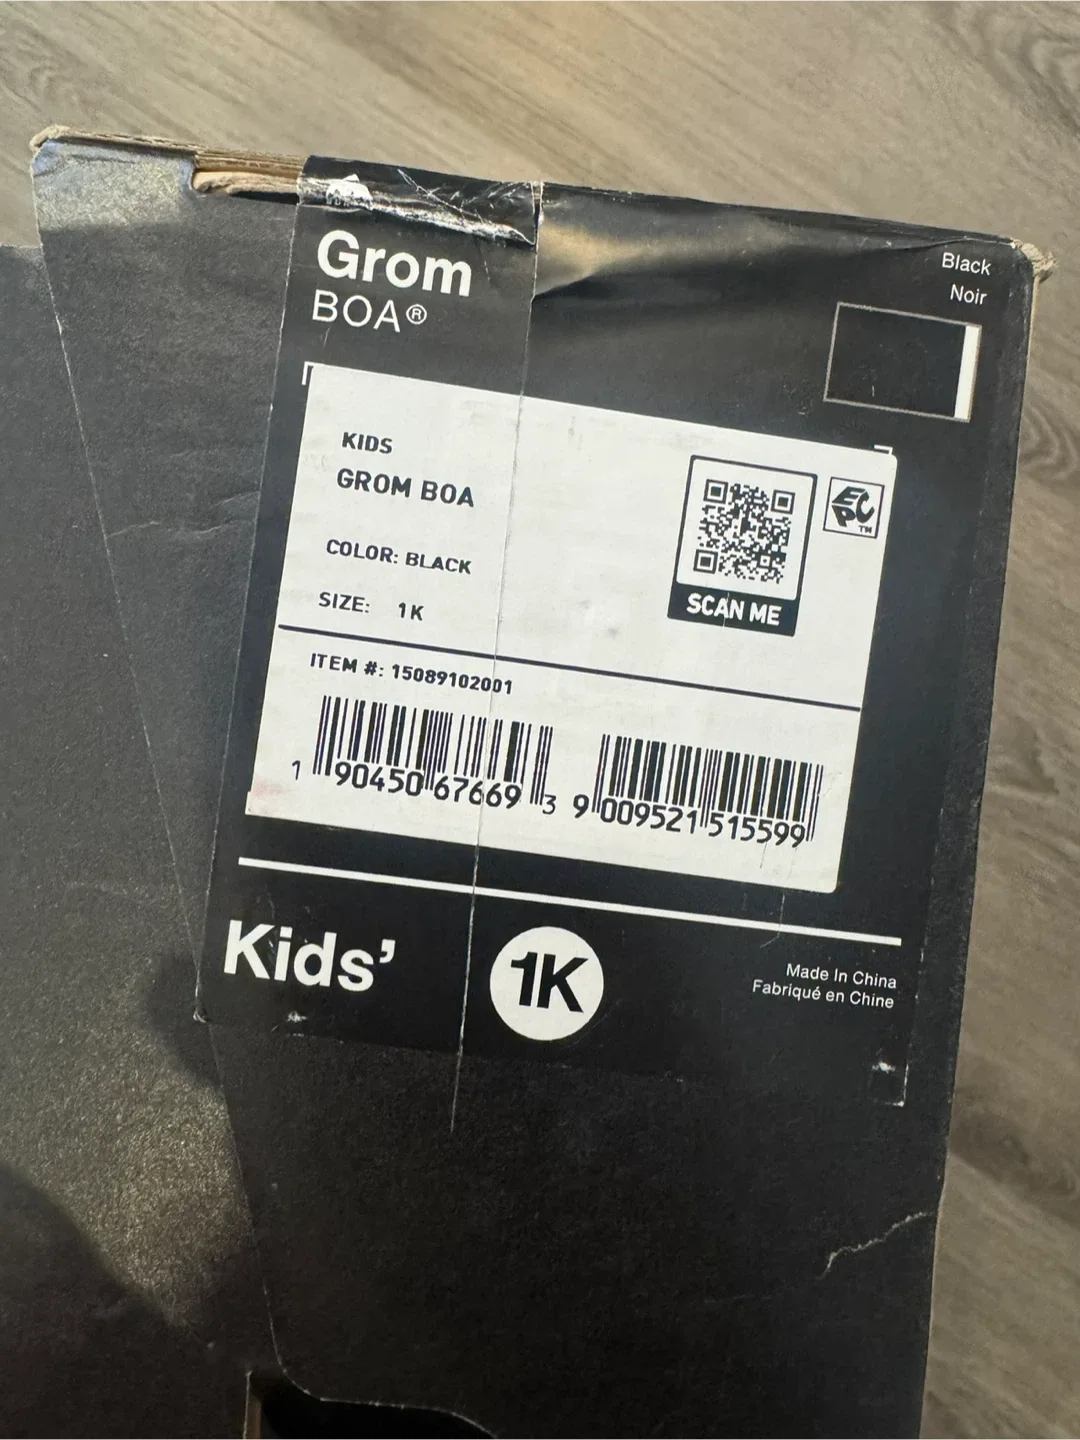 Grom
BOA®
Black
Noir
KIDS
GROM BOA
COLOR: BLACK
SIZE: 1K
SCAN ME
EPC™
ITEM #: 15089102001
1 90450 67669 3
9 009521 515599
Kids’
1K
Made In China
Fabriqué en Chine